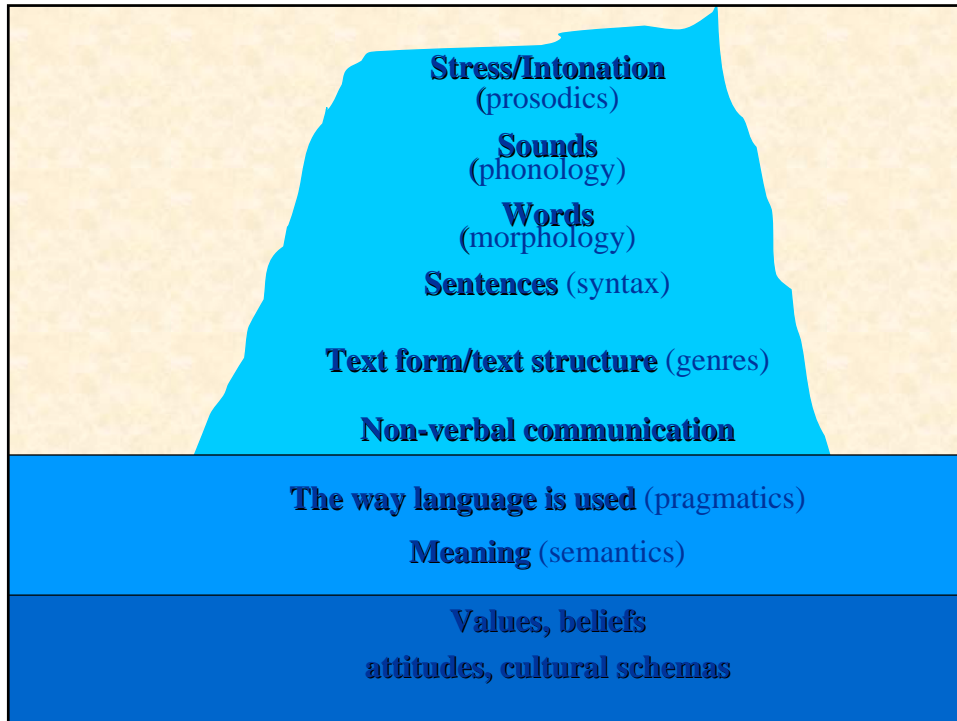 Stress/Intonation
(prosodics)
Sounds
(phonology)
Words
(morphology)
Sentences (syntax)
Text form/text structure (genres)
Non-verbal communication
The way language is used (pragmatics)
Meaning (semantics)
Values, beliefs
attitudes, cultural schemas